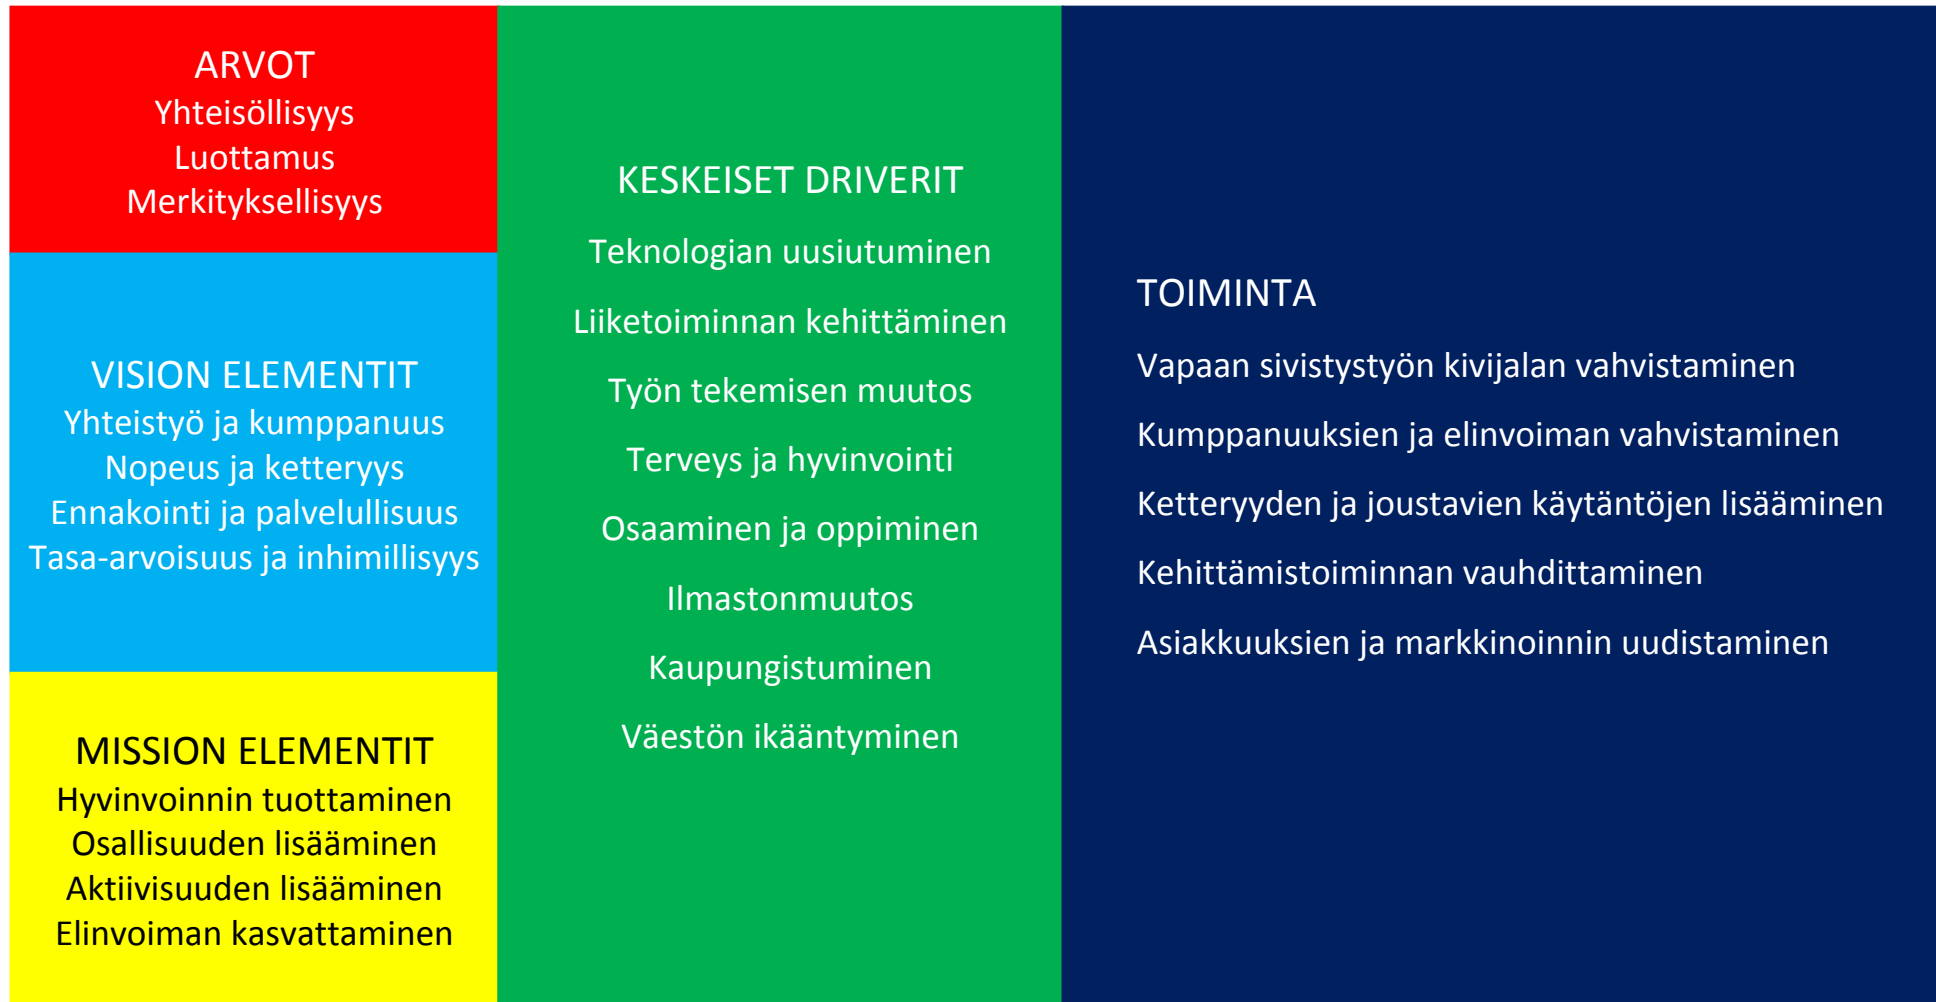 ARVOT
Yhteisöllisyys
Luottamus
Merkityksellisyys
VISION ELEMENTIT
Yhteistyö ja kumppanuus
Nopeus ja ketteryys
Ennakointi ja palvelullisuus
Tasa-arvoisuus ja inhimillisyys
MISSION ELEMENTIT
Hyvinvoinnin tuottaminen
Osallisuuden lisääminen
Aktiivisuuden lisääminen
Elinvoiman kasvattaminen
KESKEISET DRIVERIT
Teknologian uusiutuminen
Liiketoiminnan kehittäminen
Työn tekemisen muutos
Terveys ja hyvinvointi
Osaaminen ja oppiminen
Ilmastonmuutos
Kaupungistuminen
Väestön ikääntyminen
TOIMINTA
Vapaan sivistystyön kivijalan vahvistaminen
Kumppanuuksien ja elinvoiman vahvistaminen
Ketteryyden ja joustavien käytäntöjen lisääminen
Kehittämistoiminnan vauhdittaminen
Asiakkuuksien ja markkinoinnin uudistaminen